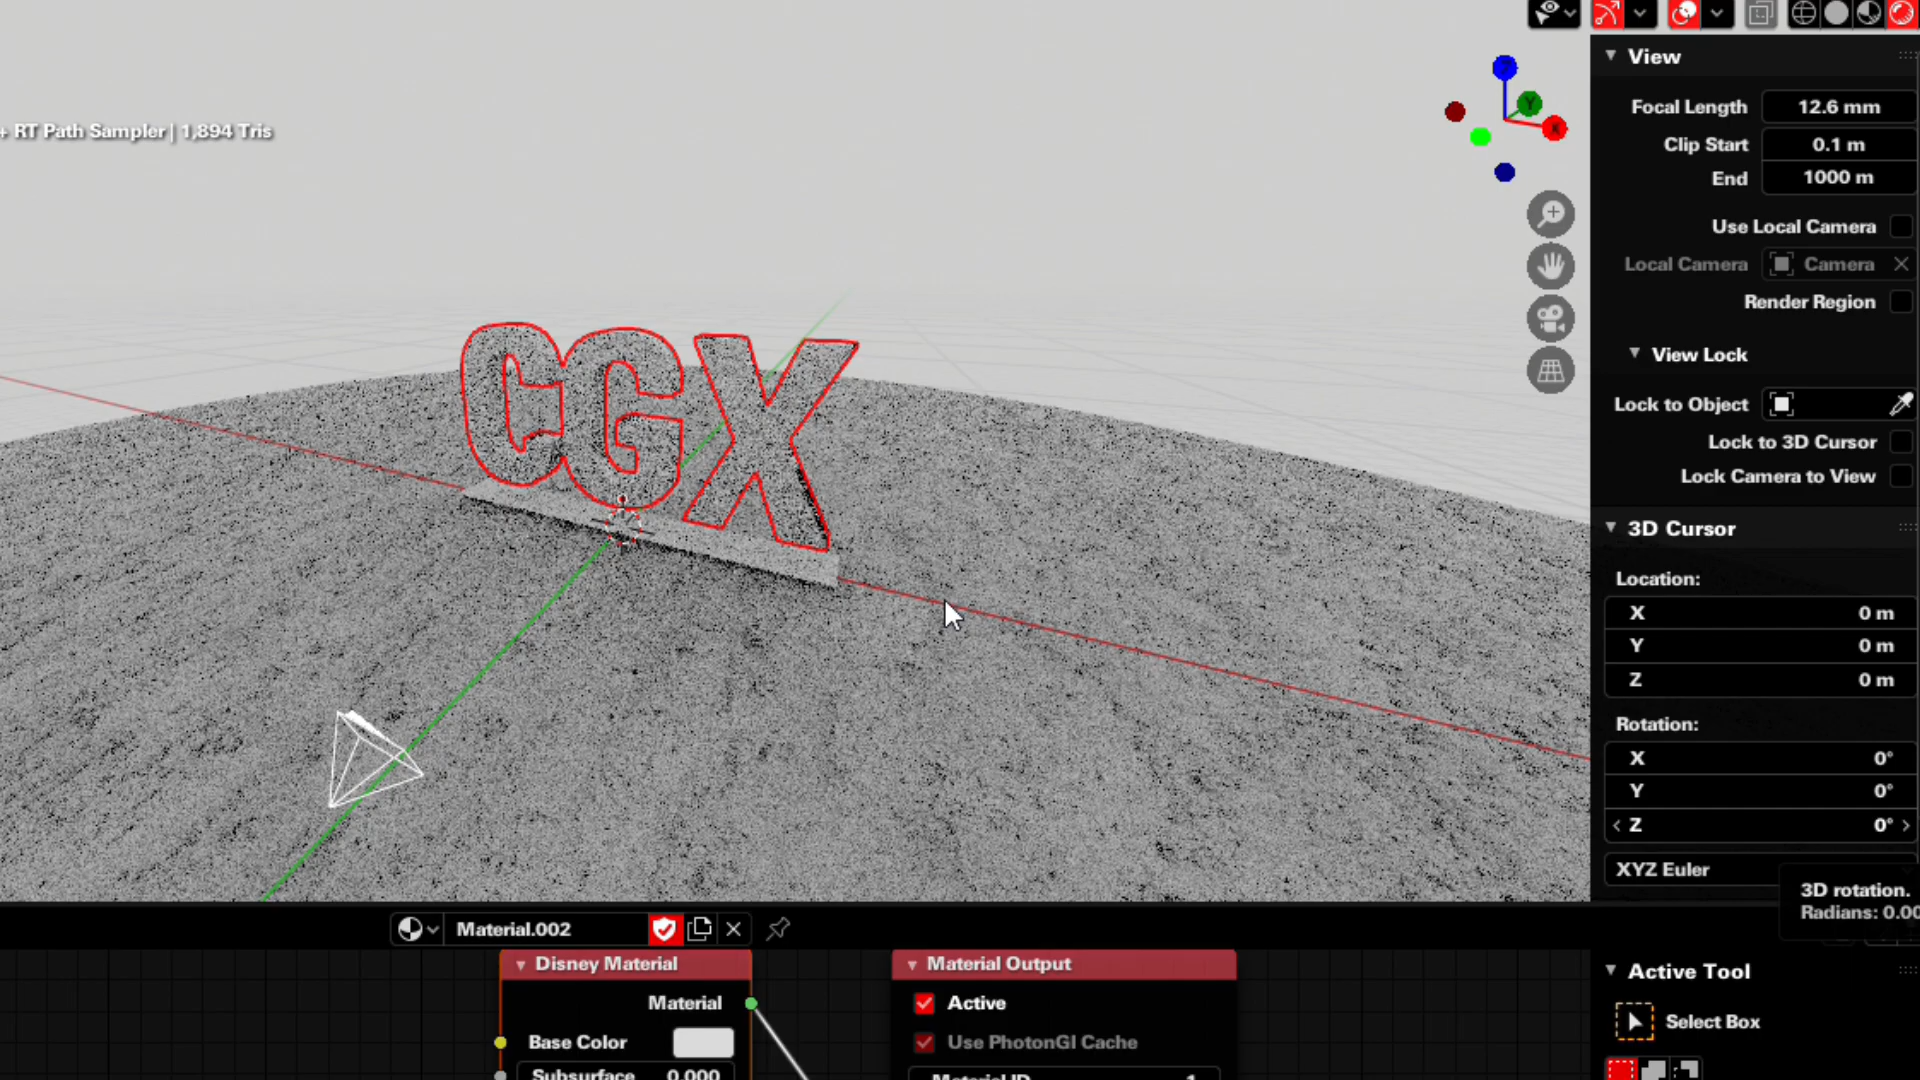 + RT Path Sampler | 1,894 Tris
CGX
Z
Y
X
View
Focal Length 12.6 mm
Clip Start 0.1 m
End 1000 m
Use Local Camera
Local Camera Camera
Render Region
View Lock
Lock to Object
Lock to 3D Cursor
Lock Camera to View
3D Cursor
Location:
X 0 m
Y 0 m
Z 0 m
Rotation:
X 0°
Y 0°
Z 0°
XYZ Euler
3D rotation.
Radians: 0.00
Material.002
Disney Material
Material
Base Color
Subsurface 0.000
Material Output
Active
Use PhotonGI Cache
Material ID 1
Active Tool
Select Box